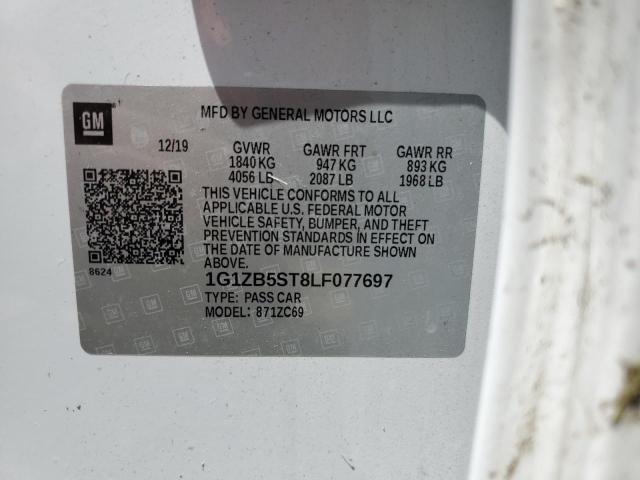 GM
MFD BY GENERAL MOTORS LLC
12/19 GVWR GAWR FRT GAWR RR
1840 KG 947 KG 893 KG
4056 LB 2087 LB 1968 LB
THIS VEHICLE CONFORMS TO ALL
APPLICABLE U.S. FEDERAL MOTOR
VEHICLE SAFETY, BUMPER, AND THEFT
PREVENTION STANDARDS IN EFFECT ON
THE DATE OF MANUFACTURE SHOWN
ABOVE.
8624
1G1ZB5ST8LF077697
TYPE: PASS CAR
MODEL: 871ZC69